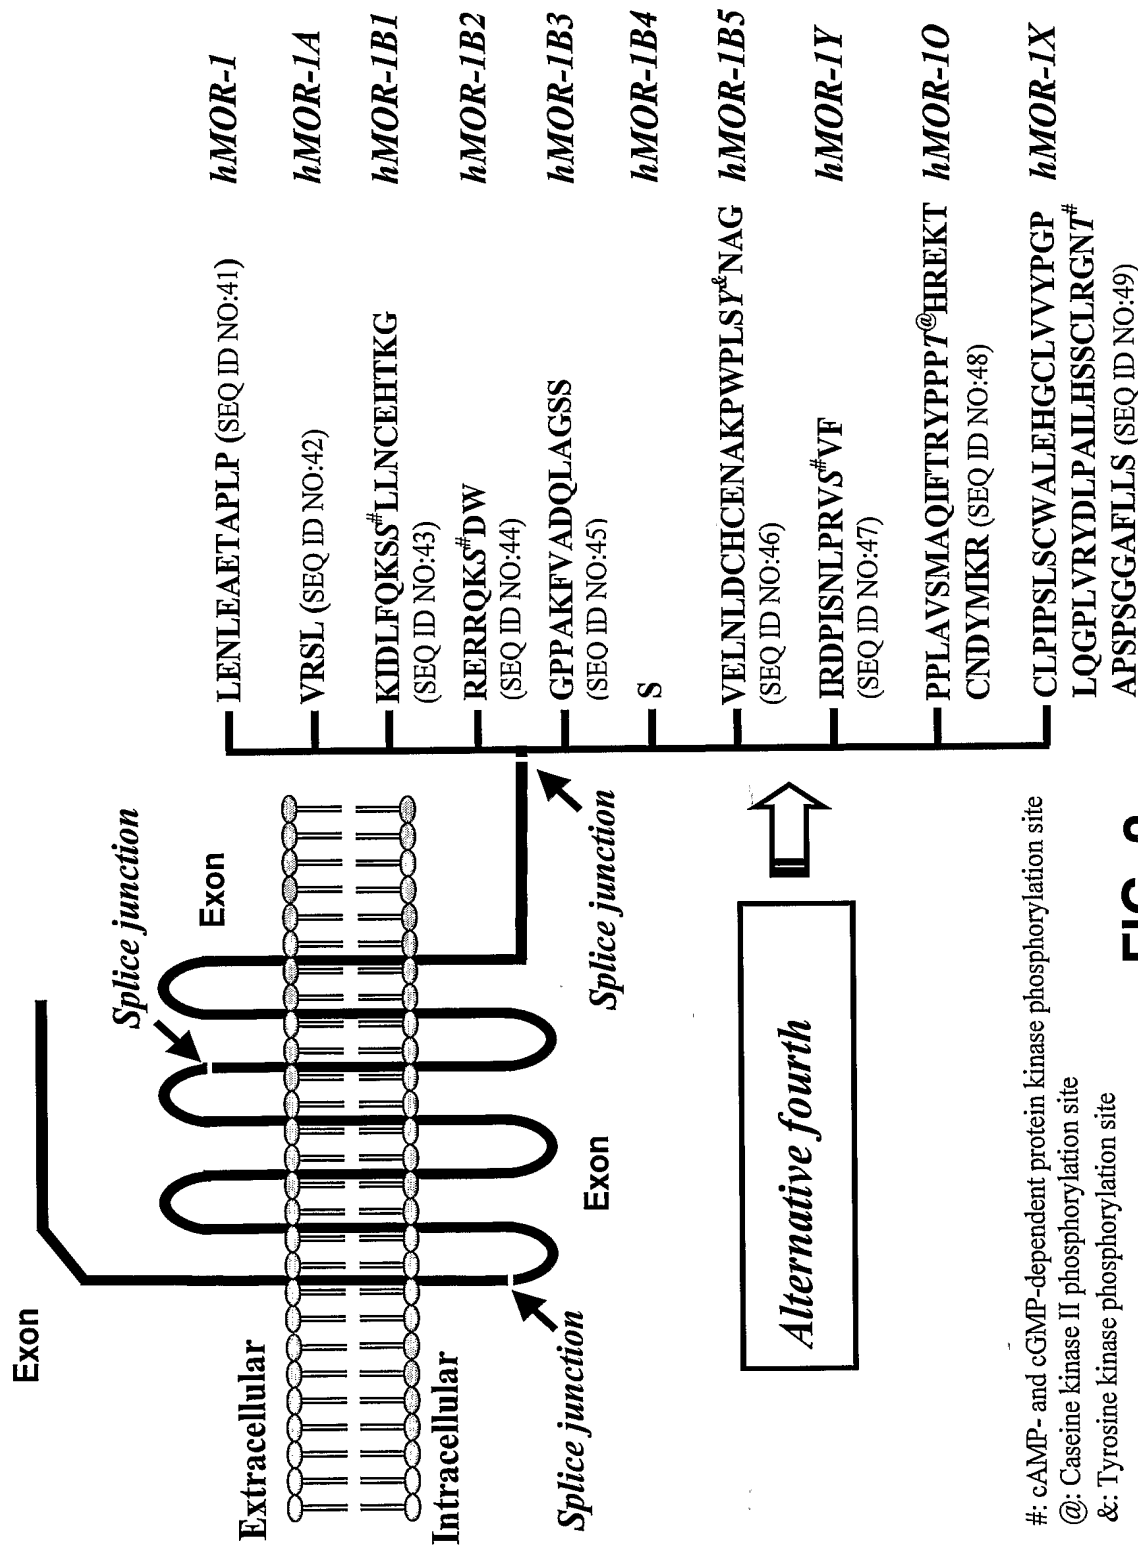 Exon
Splice junction
Exon
Extracellular
Intracellular
Splice junction
Exon
Splice junction
Alternative fourth
LENLEAETAPLP (SEQ ID NO:41) hMOR-1
VRSL (SEQ ID NO:42) hMOR-1A
KIDLFQKSS#LLNCEHTKG hMOR-1B1
(SEQ ID NO:43)
RERRQKS#DW hMOR-1B2
(SEQ ID NO:44)
GPPAKFVADQLAGSS hMOR-1B3
(SEQ ID NO:45)
S hMOR-1B4
VELNLDCHCENAKPWPLSY&NAG hMOR-1B5
(SEQ ID NO:46)
IRDPISNLPRVS#VF hMOR-1Y
(SEQ ID NO:47)
PPLAVSMAQIFTRYPPPT@HREKT hMOR-1O
CNDYMKR (SEQ ID NO:48)
CLPIPSLSCWALEHGCLVVYPGP hMOR-1X
LQGPLVRYDLPAILHSSCLRGNT#
APSPSGGAFLLS (SEQ ID NO:49)
#: cAMP- and cGMP-dependent protein kinase phosphorylation site
@: Caseine kinase II phosphorylation site
&: Tyrosine kinase phosphorylation site
FIG.